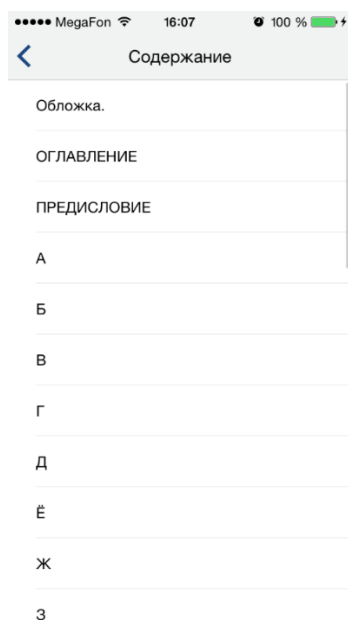 MegaFon 16:07 100 %
Содержание
Обложка.
ОГЛАВЛЕНИЕ
ПРЕДИСЛОВИЕ
А
Б
В
Г
Д
Ё
Ж
З